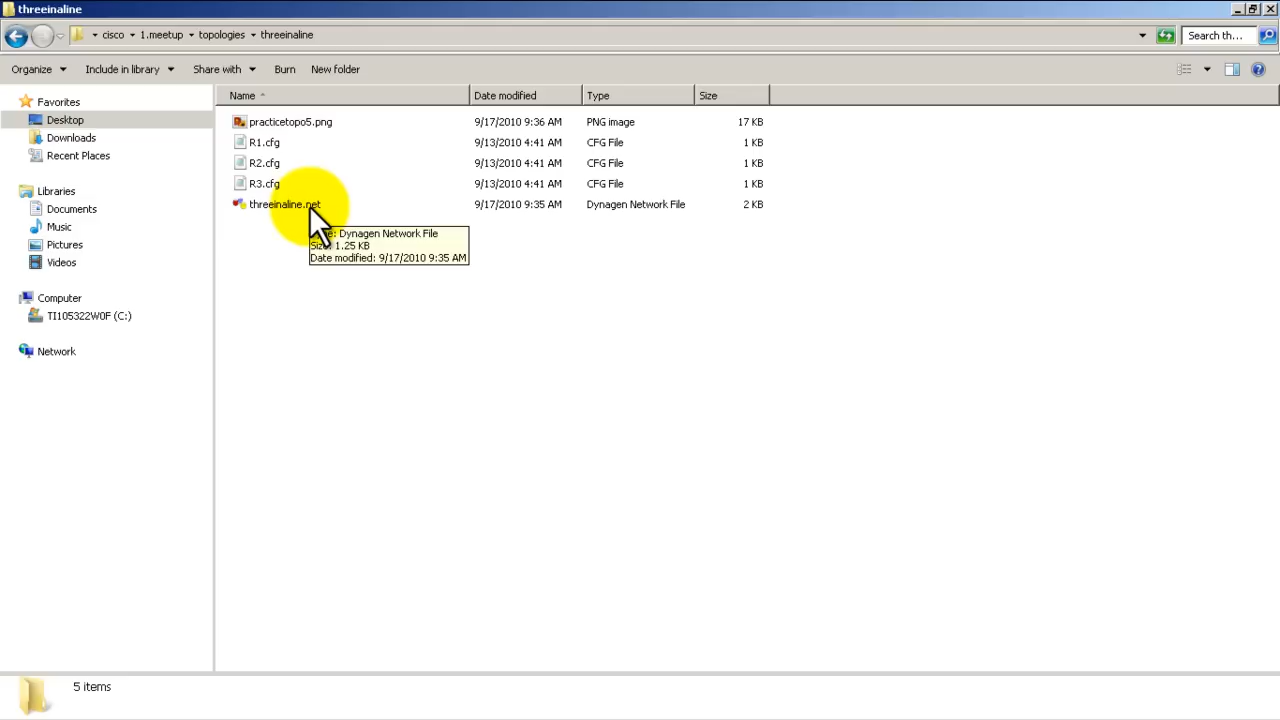 threeinaline
cisco 1.meetup topologies threeinaline Search th...
Organize Include in library Share with Burn New folder
Name Date modified Type Size
Favorites
Desktop
Downloads
Recent Places
Libraries
Documents
Music
Pictures
Videos
Computer
TI105322W0F (C:)
Network
practicetopo5.png 9/17/2010 9:36 AM PNG image 17 KB
R1.cfg 9/13/2010 4:41 AM CFG File 1 KB
R2.cfg 9/13/2010 4:41 AM CFG File 1 KB
R3.cfg 9/13/2010 4:41 AM CFG File 1 KB
threeinaline.net 9/17/2010 9:35 AM Dynagen Network File 2 KB
Dynagen Network File
1.25 KB
Date modified: 9/17/2010 9:35 AM
5 items